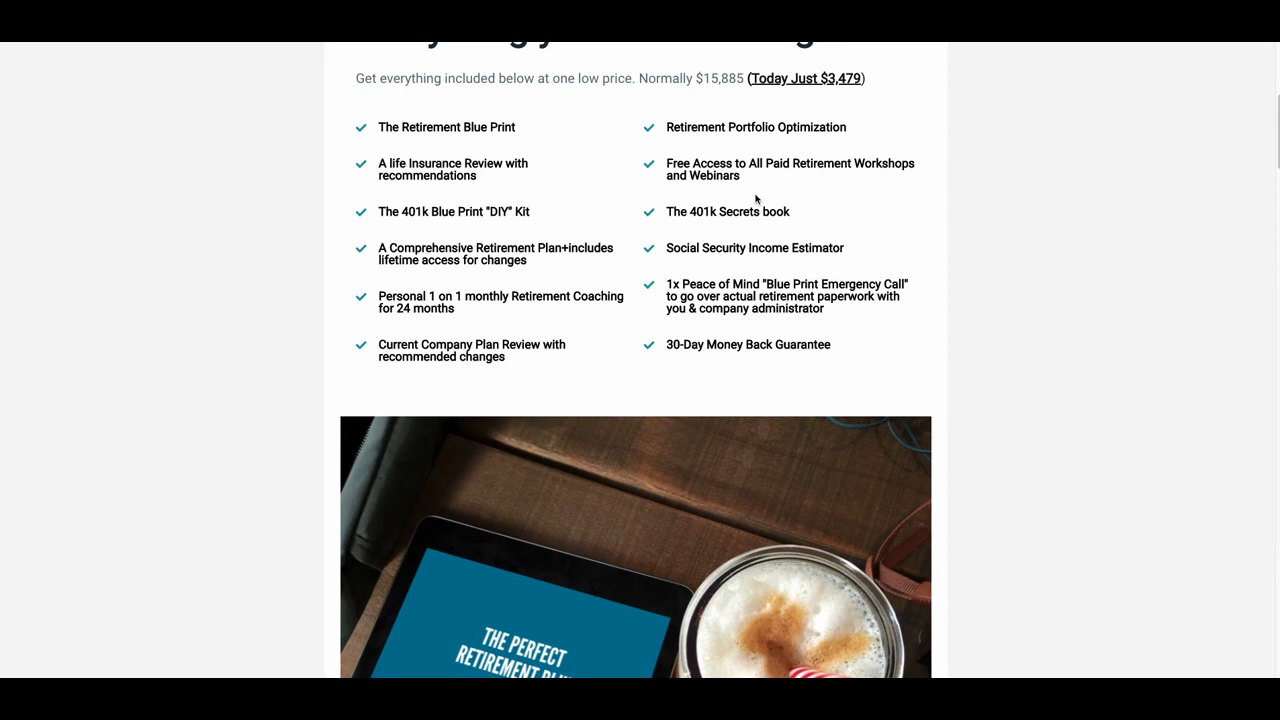 Get everything included below at one low price. Normally $15,885 (Today Just $3,479)
The Retirement Blue Print
A life Insurance Review with
recommendations
The 401k Blue Print "DIY" Kit
A Comprehensive Retirement Plan+includes
lifetime access for changes
Personal 1 on 1 monthly Retirement Coaching
for 24 months
Current Company Plan Review with
recommended changes
Retirement Portfolio Optimization
Free Access to All Paid Retirement Workshops
and Webinars
The 401k Secrets book
Social Security Income Estimator
1x Peace of Mind "Blue Print Emergency Call"
to go over actual retirement paperwork with
you & company administrator
30-Day Money Back Guarantee
THE PERFECT
RETIREMENT